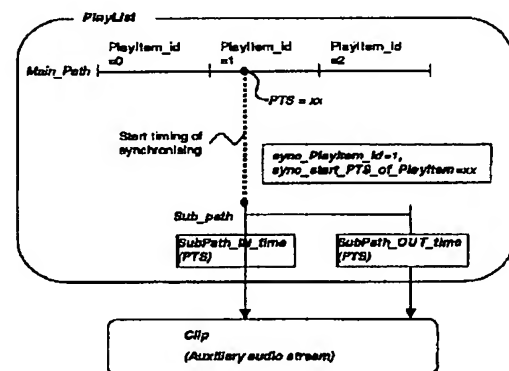 PlayList
PlayItem_id
=0
PlayItem_id
=1
PlayItem_id
=2
Main_Path
PTS = xx
Start timing of
synchronising
sync_PlayItem_id=1,
sync_start_PTS_of_PlayItem=xx
Sub_path
SubPath_IN_time
(PTS)
SubPath_OUT_time
(PTS)
Clip
(Auxiliary audio stream)